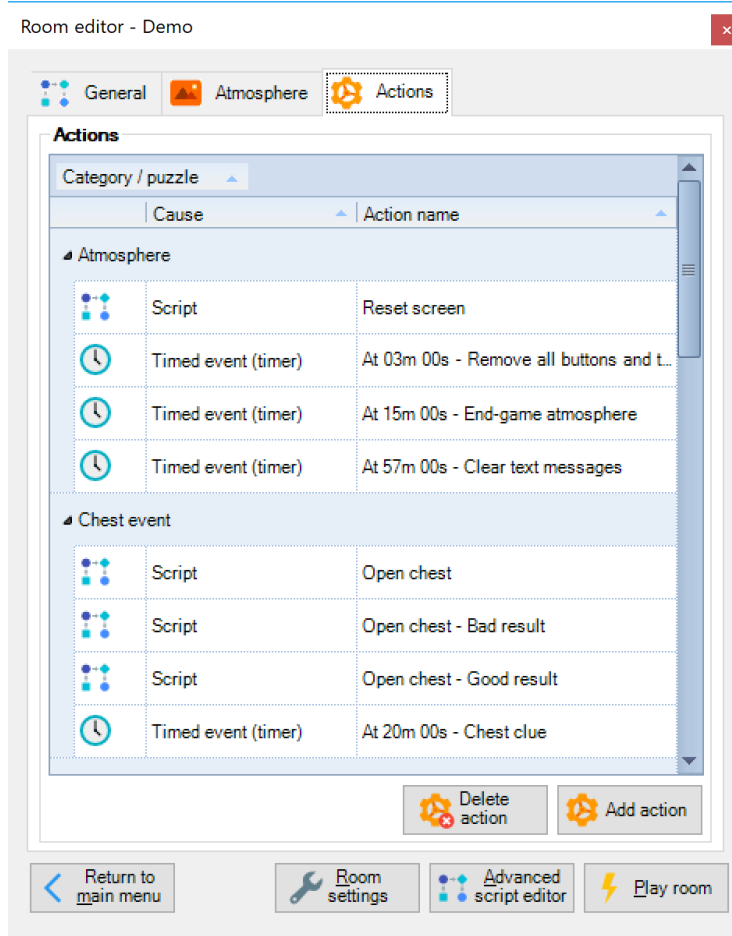 Room editor - Demo
×
General Atmosphere Actions
Actions
Category / puzzle
Cause Action name
Atmosphere
Script Reset screen
Timed event (timer) At 03m 00s - Remove all buttons and t...
Timed event (timer) At 15m 00s - End-game atmosphere
Timed event (timer) At 57m 00s - Clear text messages
Chest event
Script Open chest
Script Open chest - Bad result
Script Open chest - Good result
Timed event (timer) At 20m 00s - Chest clue
Delete
action
Add action
Return to
main menu
Room
settings
Advanced
script editor
Play room